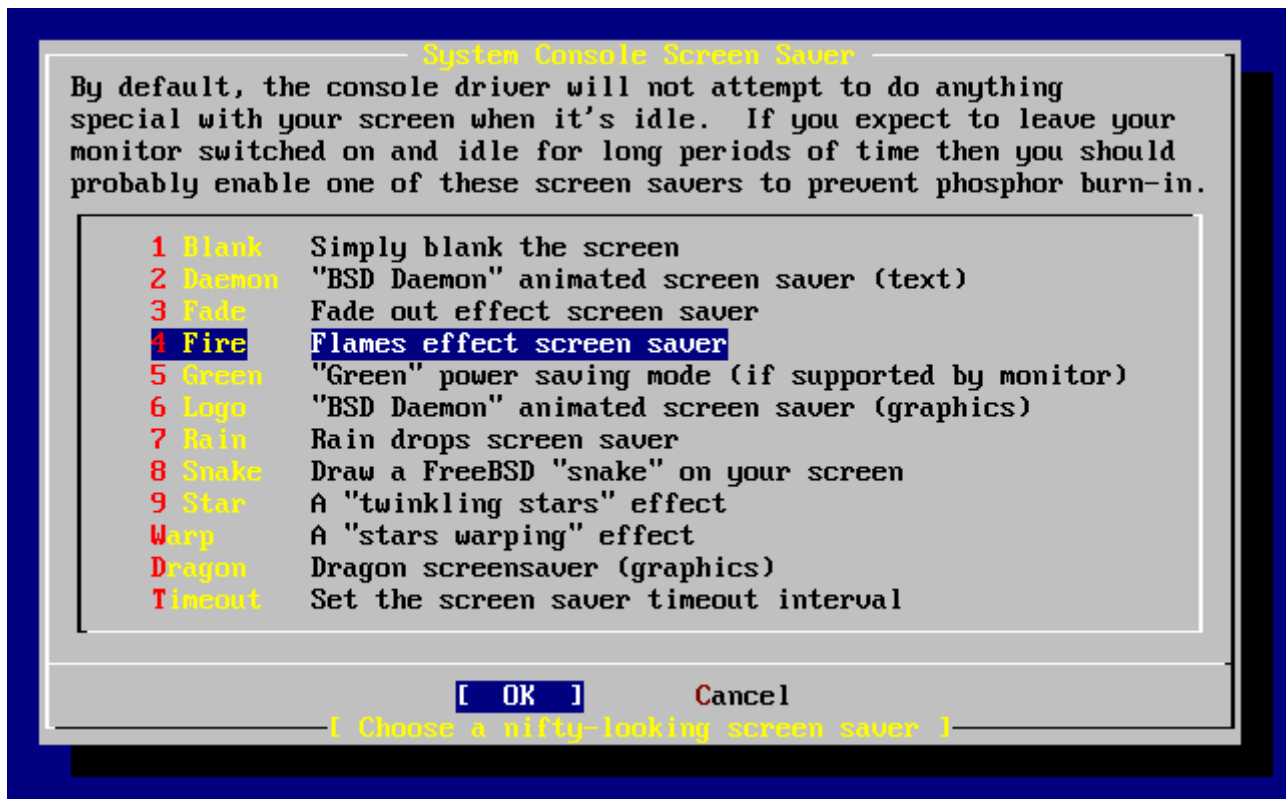 System Console Screen Saver
By default, the console driver will not attempt to do anything
special with your screen when it's idle.  If you expect to leave your
monitor switched on and idle for long periods of time then you should
probably enable one of these screen savers to prevent phosphor burn-in.
1 Blank Simply blank the screen
2 Daemon "BSD Daemon" animated screen saver (text)
3 Fade Fade out effect screen saver
4 Fire Flames effect screen saver
5 Green "Green" power saving mode (if supported by monitor)
6 Logo "BSD Daemon" animated screen saver (graphics)
7 Rain Rain drops screen saver
8 Snake Draw a FreeBSD "snake" on your screen
9 Star A "twinkling stars" effect
Warp A "stars warping" effect
Dragon Dragon screensaver (graphics)
Timeout Set the screen saver timeout interval
[ OK ] Cancel
[ Choose a nifty-looking screen saver ]